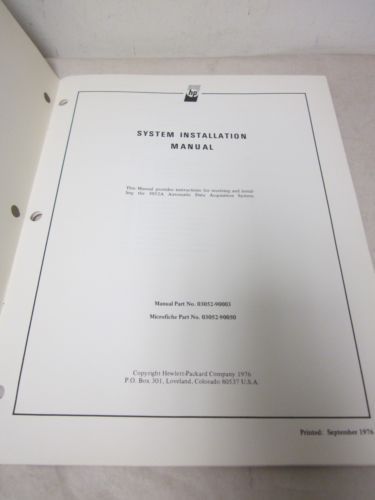 hp
SYSTEM INSTALLATION
MANUAL
This Manual provides instructions for receiving and install-
ing the 3052A Automatic Data Acquisition System
Manual Part No. 03052-90003
Microfiche Part No. 03052-90050
Copyright Hewlett-Packard Company 1976
P.O. Box 301, Loveland, Colorado 80537 U.S.A.
Printed: September 1976